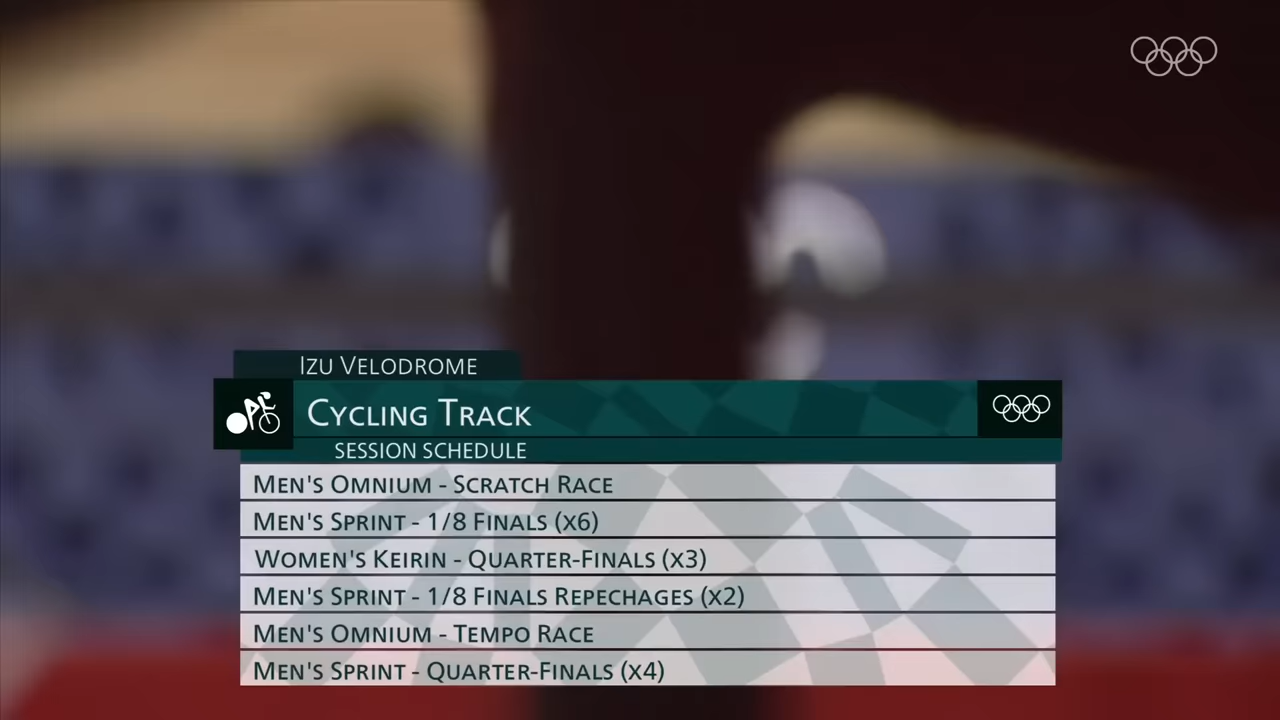 Izu Velodrome
Cycling Track
SESSION SCHEDULE
Men's Omnium - Scratch Race
Men's Sprint - 1/8 Finals (x6)
Women's Keirin - Quarter-Finals (x3)
Men's Sprint - 1/8 Finals Repechages (x2)
Men's Omnium - Tempo Race
Men's Sprint - Quarter-Finals (x4)